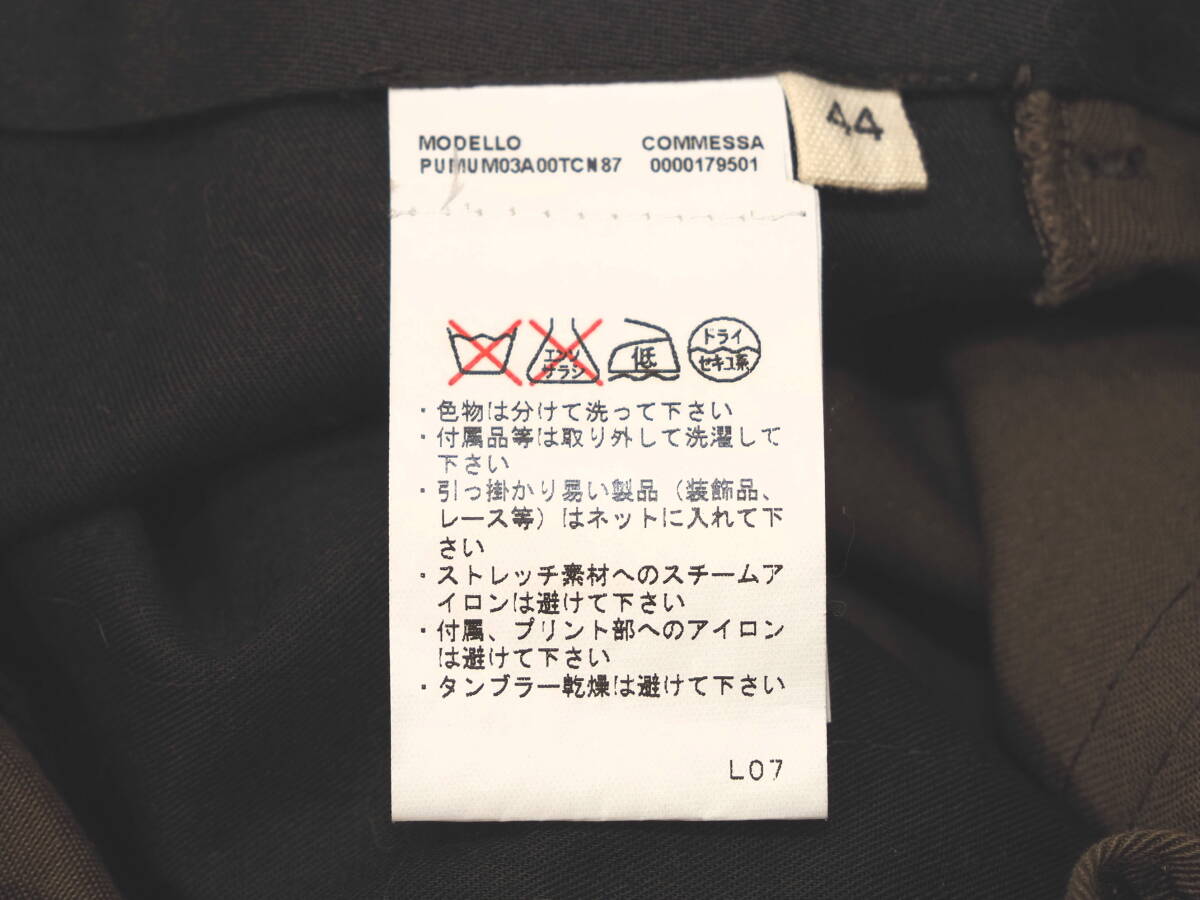 MODELLO COMMESSA
PUMUM03A00TCN87 0000179501
44
エンソ
サラシ
低
ドライ
セキユ系
・色物は分けて洗って下さい
・付属品等は取り外して洗濯して
下さい
・引っ掛かり易い製品（装飾品、
レース等）はネットに入れて下
さい
・ストレッチ素材へのスチームア
イロンは避けて下さい
・付属、プリント部へのアイロン
は避けて下さい
・タンブラー乾燥は避けて下さい
L07